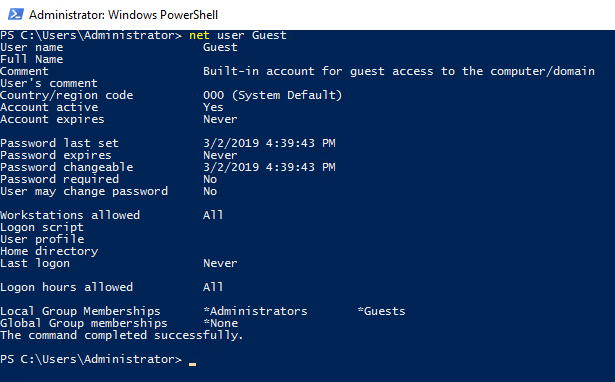 Administrator: Windows PowerShell
PS C:\Users\Administrator> net user Guest
User name                    Guest
Full Name
Comment                      Built-in account for guest access to the computer/domain
User's comment
Country/region code          000 (System Default)
Account active               Yes
Account expires              Never

Password last set            3/2/2019 4:39:43 PM
Password expires             Never
Password changeable          3/2/2019 4:39:43 PM
Password required            No
User may change password     No

Workstations allowed         All
Logon script
User profile
Home directory
Last logon                   Never

Logon hours allowed          All

Local Group Memberships      *Administrators       *Guests
Global Group memberships     *None
The command completed successfully.

PS C:\Users\Administrator> _